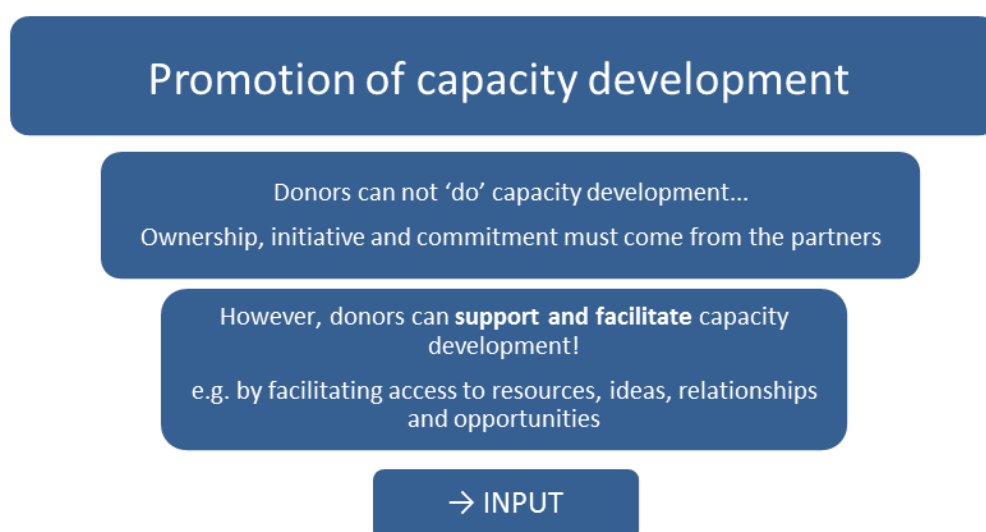 Promotion of capacity development
Donors can not ‘do’ capacity development...
Ownership, initiative and commitment must come from the partners
However, donors can support and facilitate capacity
development!
e.g. by facilitating access to resources, ideas, relationships
and opportunities
→ INPUT